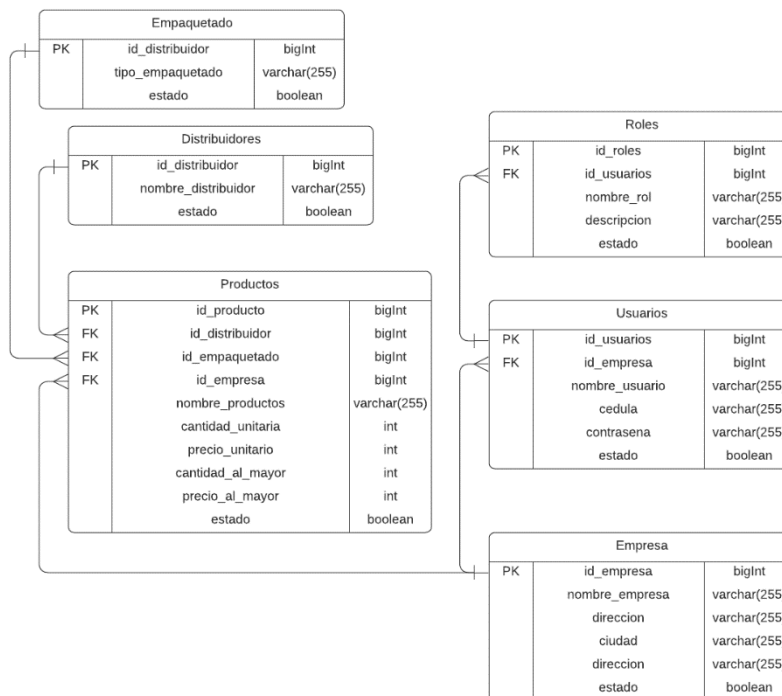 Empaquetado
PK id_distribuidor bigInt
tipo_empaquetado varchar(255)
estado boolean
Distribuidores
PK id_distribuidor bigInt
nombre_distribuidor varchar(255)
estado boolean
Productos
PK id_producto bigInt
FK id_distribuidor bigInt
FK id_empaquetado bigInt
FK id_empresa bigInt
nombre_productos varchar(255)
cantidad_unitaria int
precio_unitario int
cantidad_al_mayor int
precio_al_mayor int
estado boolean
Roles
PK id_roles bigInt
FK id_usuarios bigInt
nombre_rol varchar(255
descripcion varchar(255
estado boolean
Usuarios
PK id_usuarios bigInt
FK id_empresa bigInt
nombre_usuario varchar(255
cedula varchar(255
contrasena varchar(255
estado boolean
Empresa
PK id_empresa bigInt
nombre_empresa varchar(255
direccion varchar(255
ciudad varchar(255
direccion varchar(255
estado boolean